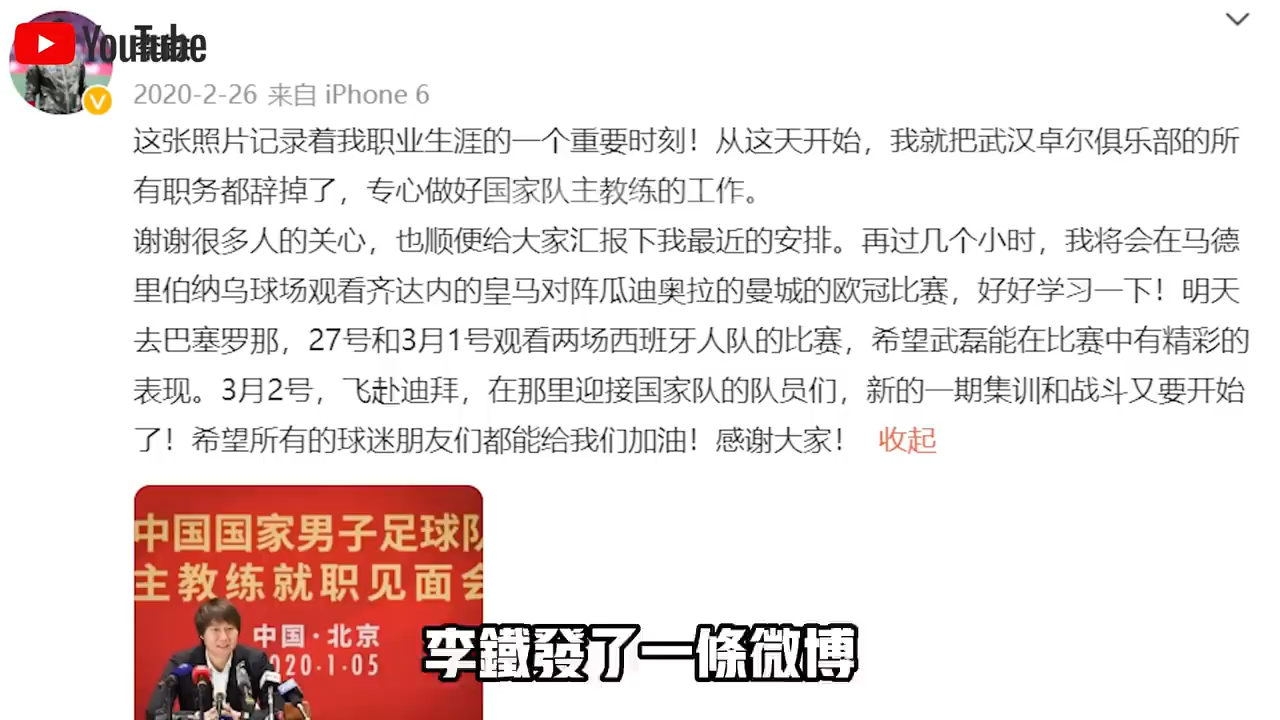 YouTube
2020-2-26 来自 iPhone 6
这张照片记录着我职业生涯的一个重要时刻！从这天开始，我就把武汉卓尔俱乐部的所
有职务都辞掉了，专心做好国家队主教练的工作。
谢谢很多人的关心，也顺便给大家汇报下我最近的安排。再过几个小时，我将会在马德
里伯纳乌球场观看齐达内的皇马对阵瓜迪奥拉的曼城的欧冠比赛，好好学习一下！明天
去巴塞罗那，27号和3月1号观看两场西班牙人队的比赛，希望武磊能在比赛中有精彩的
表现。3月2号，飞赴迪拜，在那里迎接国家队的队员们，新的一期集训和战斗又要开始
了！希望所有的球迷朋友们都能给我们加油！感谢大家！ 收起
中国国家男子足球队
主教练就职见面会
中国·北京
2020·1·05
李鐵發了一條微博